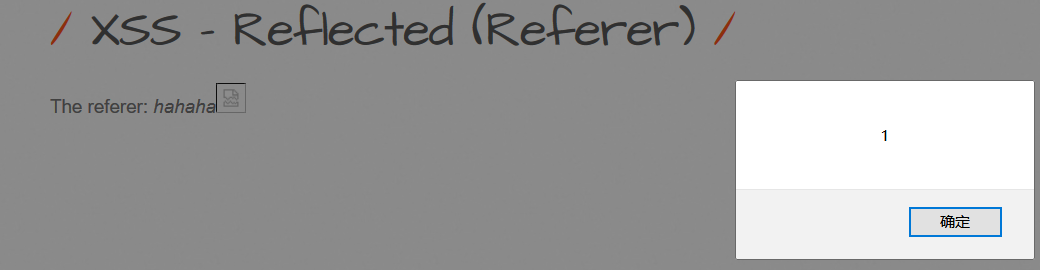 / XSS - Reflected (Referer) /
The referer: hahaha
1
确定